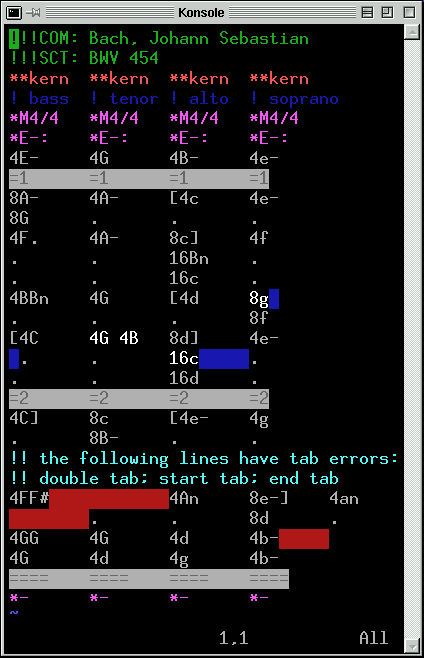 Konsole
!!!COM: Bach, Johann Sebastian
!!!SCT: BWV 454
**kern **kern **kern **kern
! bass ! tenor ! alto ! soprano
*M4/4 *M4/4 *M4/4 *M4/4
*E-: *E-: *E-: *E-:
4E- 4G 4B- 4e-
=1 =1 =1 =1
8A- 4A- [4c 4e-
8G . . .
4F. 4A- 8c] 4f
. . 16Bn .
. . 16c .
4BBn 4G [4d 8g
. . . 8f
[4C 4G 4B 8d] 4e-
. . 16c .
. . 16d .
=2 =2 =2 =2
4C] 8c [4e- 4g
. 8B- . .
!! the following lines have tab errors:
!! double tab; start tab; end tab
4FF# 4An 8e-] 4an
. . 8d .
4GG 4G 4d 4b-
4G 4d 4g 4b-
==== ==== ==== ====
*- *- *- *-
~
1,1 All